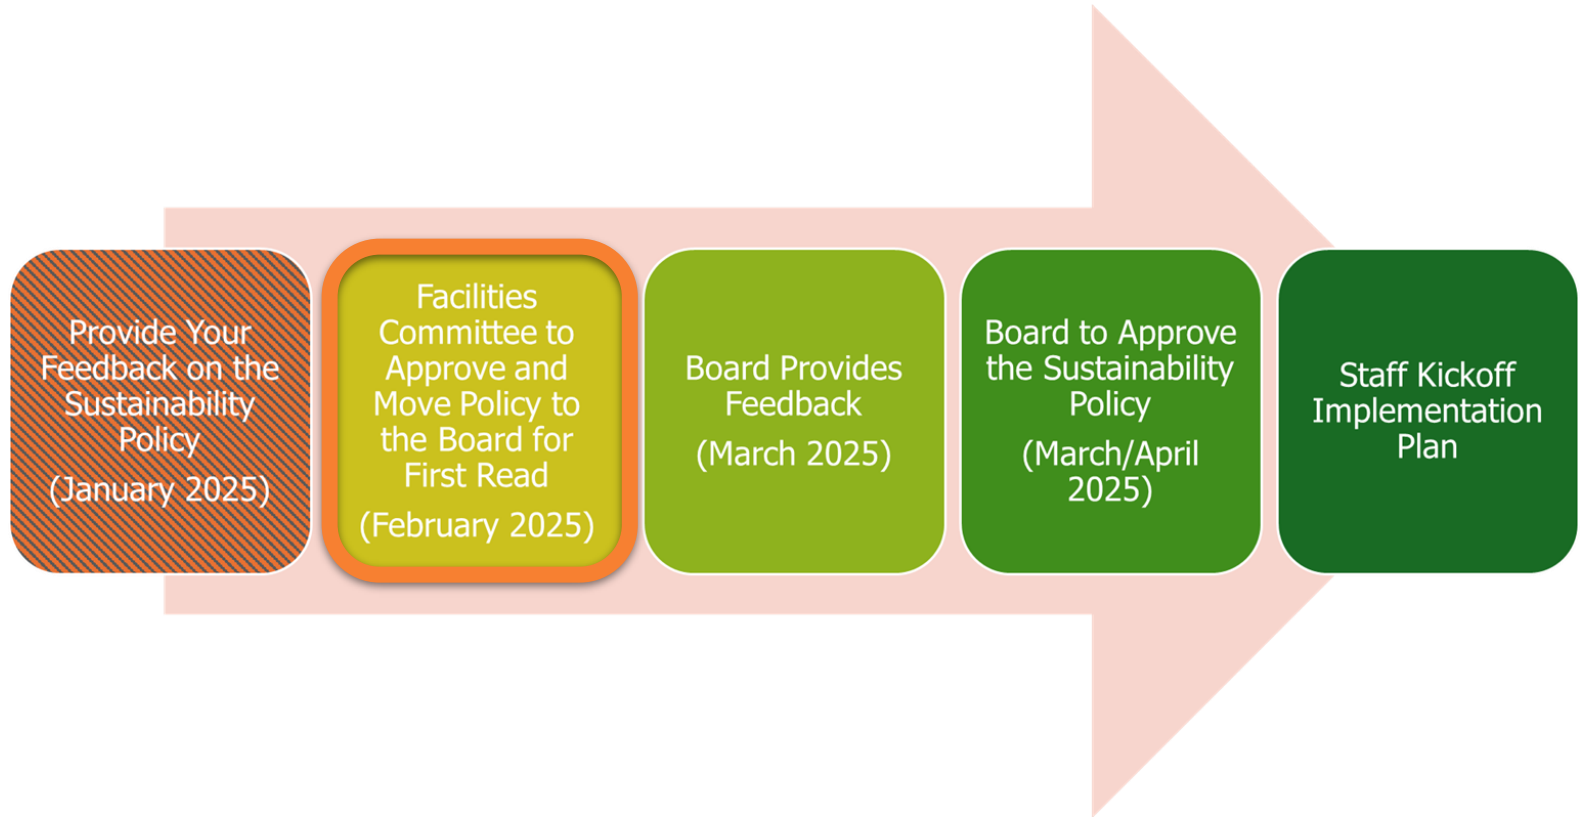 Provide Your
Feedback on the
Sustainability
Policy
(January 2025)
Facilities
Committee to
Approve and
Move Policy to
the Board for
First Read
(February 2025)
Board Provides
Feedback
(March 2025)
Board to Approve
the Sustainability
Policy
(March/April
2025)
Staff Kickoff
Implementation
Plan